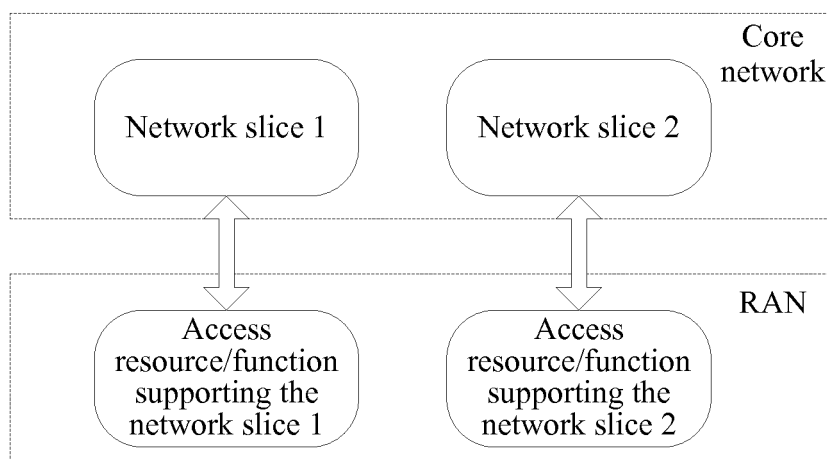 Core
network
Network slice 1
Network slice 2
RAN
Access
resource/function
supporting the
network slice 1
Access
resource/function
supporting the
network slice 2